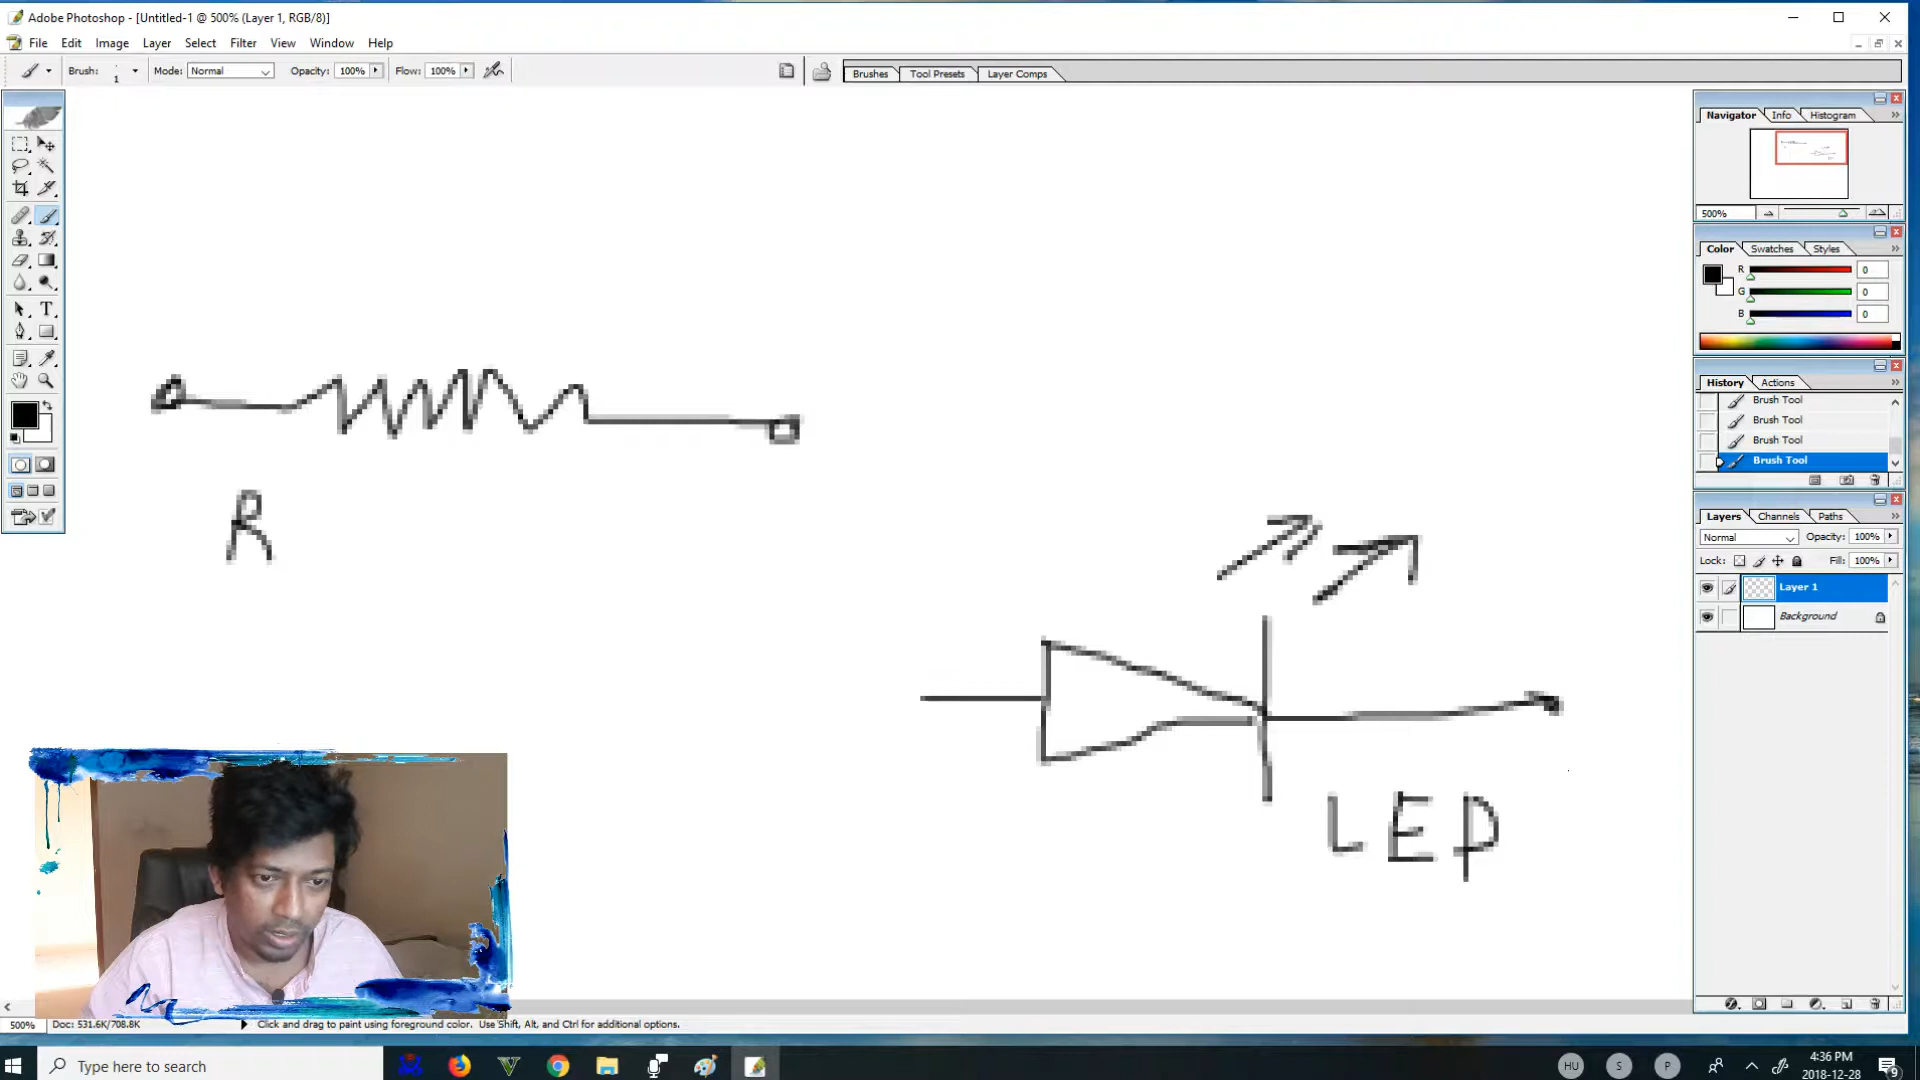 Adobe Photoshop - [Untitled-1 @ 500% (Layer 1, RGB/8)]
File Edit Image Layer Select Filter View Window Help
Brush: 1 Mode: Normal Opacity: 100% Flow: 100% Brushes Tool Presets Layer Comps
Navigator Info Histogram
500%
Color Swatches Styles
R 0
G 0
B 0
History Actions
Brush Tool
Brush Tool
Brush Tool
Brush Tool
Layers Channels Paths
Normal Opacity: 100%
Lock: Fill: 100%
Layer 1
Background
R
LED
500% Doc: 531.6K/708.8K Click and drag to paint using foreground color. Use Shift, Alt, and Ctrl for additional options.
Type here to search
HU S P
4:36 PM
2018-12-28
9